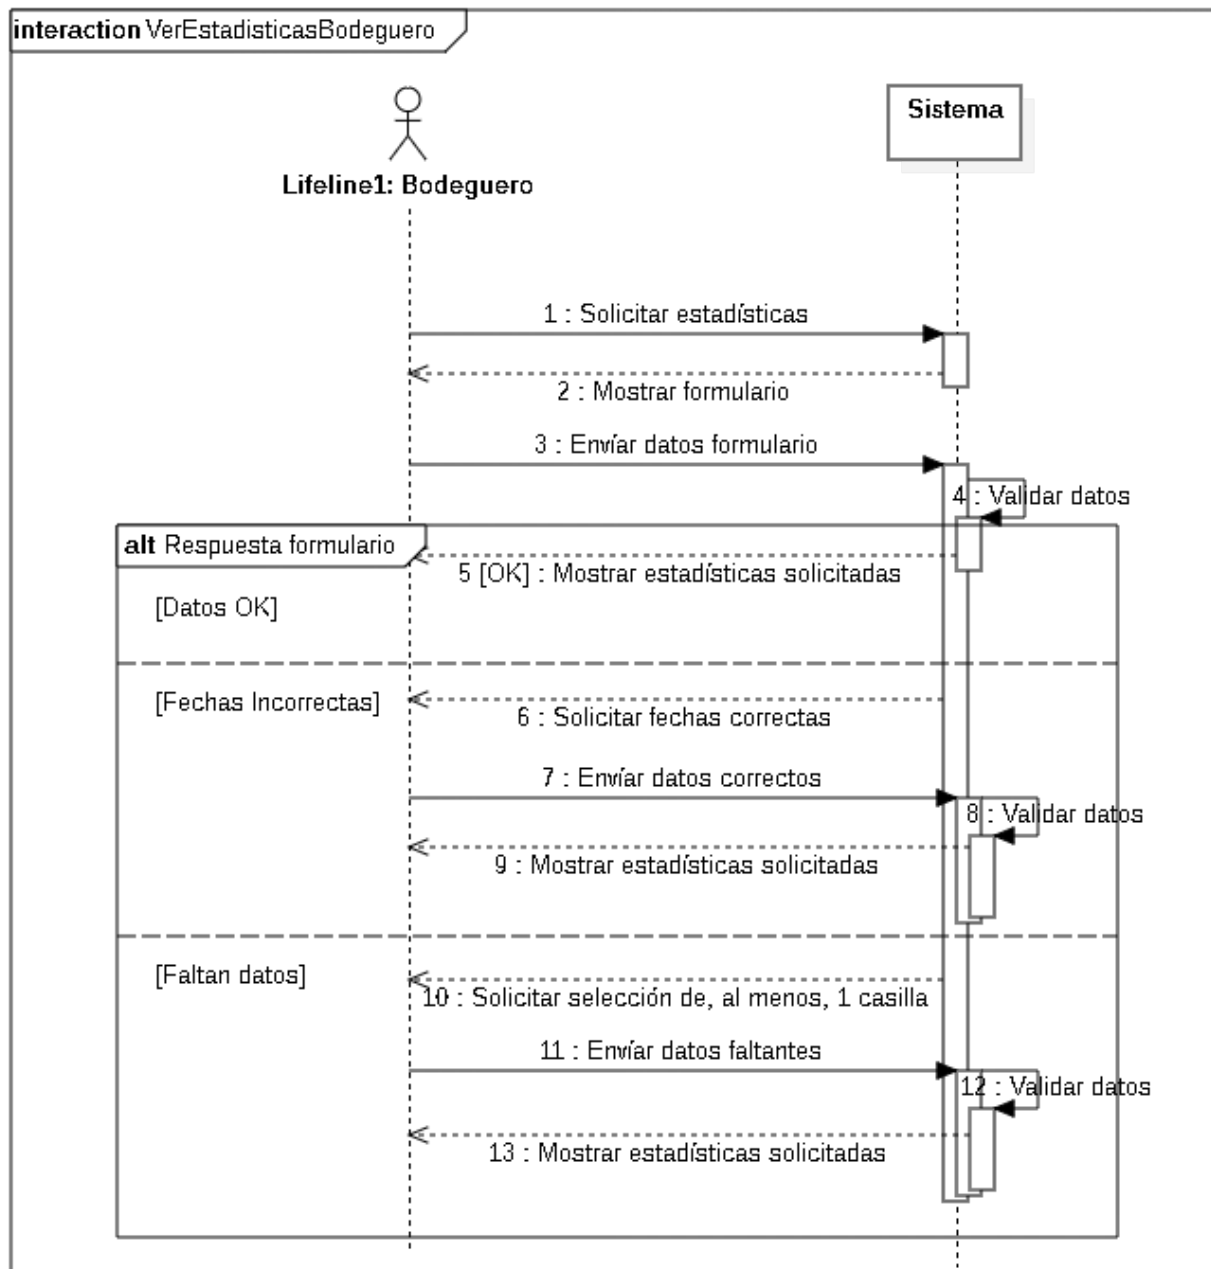 interaction VerEstadisticasBodeguero
Sistema
Lifeline1: Bodeguero
1 : Solicitar estadísticas
2 : Mostrar formulario
3 : Envíar datos formulario
4 : Validar datos
alt Respuesta formulario
5 [OK] : Mostrar estadísticas solicitadas
[Datos OK]
[Fechas Incorrectas]
6 : Solicitar fechas correctas
7 : Envíar datos correctos
8 : Validar datos
9 : Mostrar estadísticas solicitadas
[Faltan datos]
10 : Solicitar selección de, al menos, 1 casilla
11 : Envíar datos faltantes
12 : Validar datos
13 : Mostrar estadísticas solicitadas